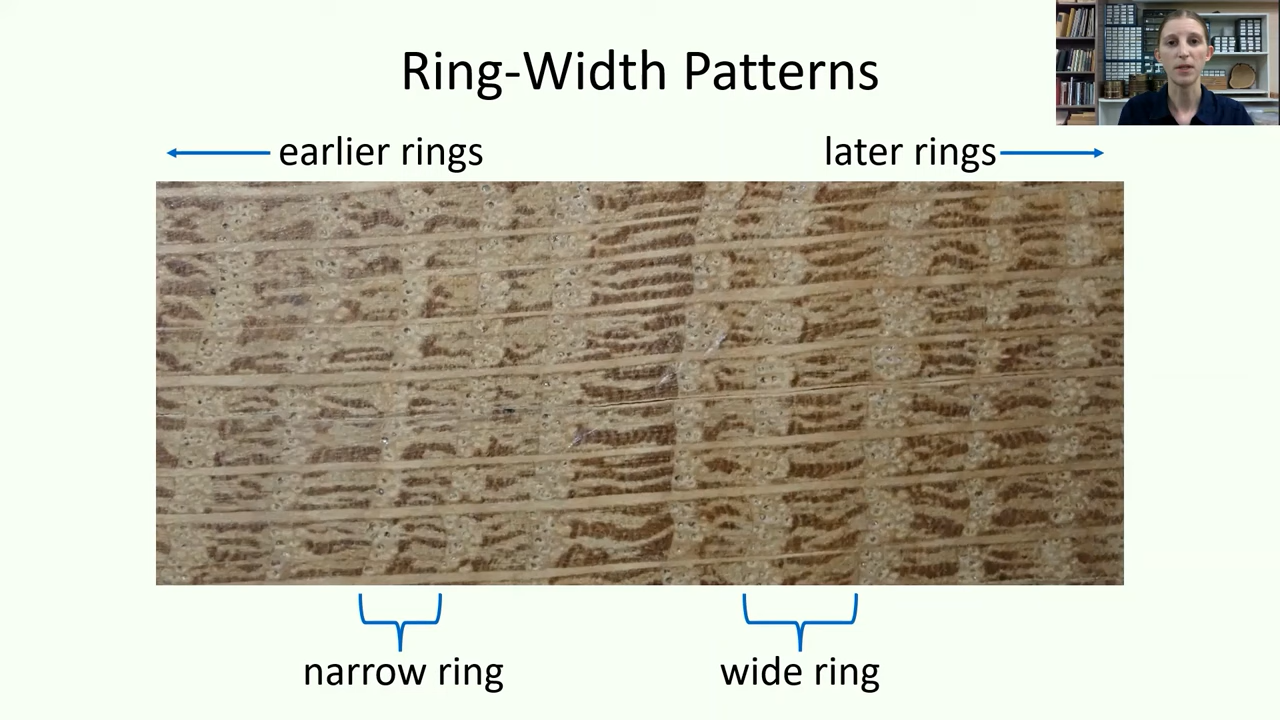 Ring-Width Patterns
earlier rings
later rings
narrow ring
wide ring